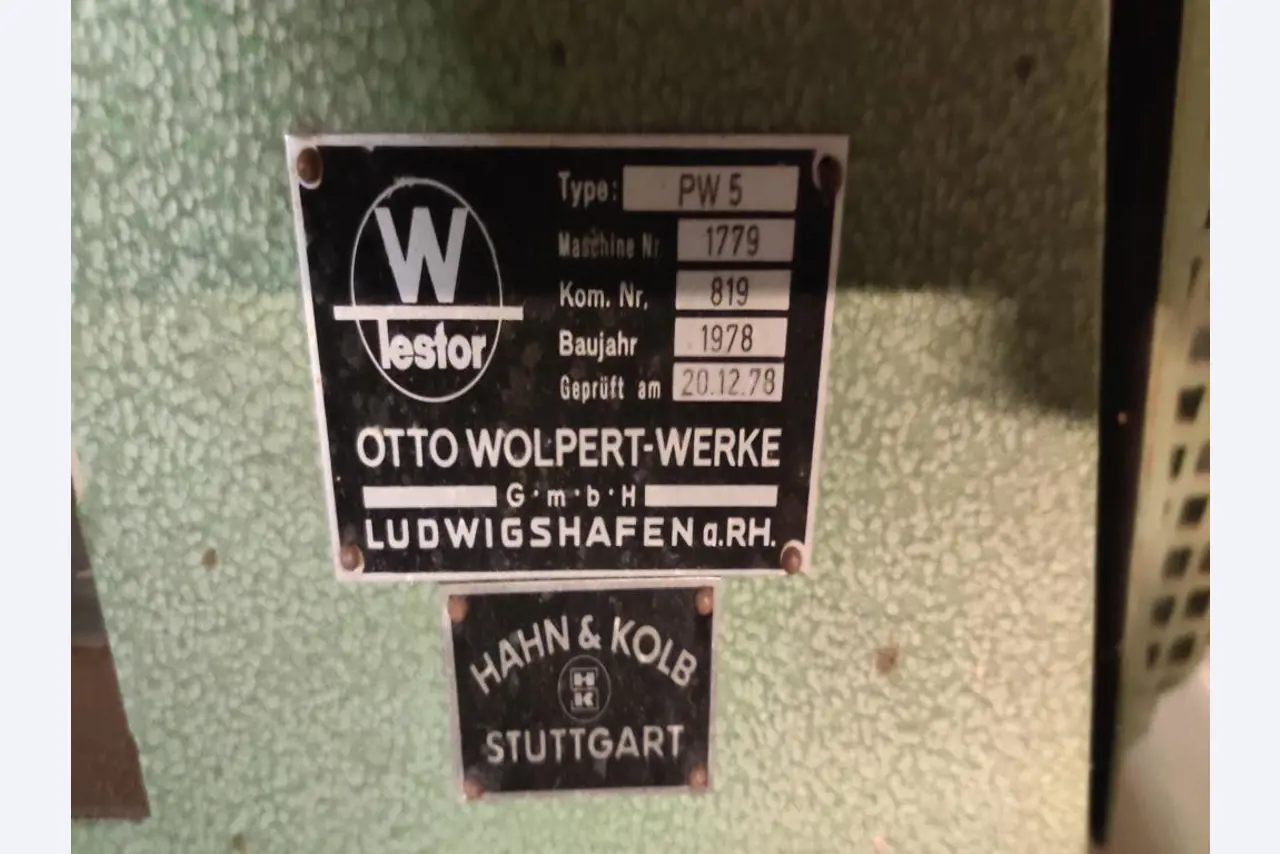 W
Testor
Type: PW 5
Maschine Nr 1779
Kom. Nr. 819
Baujahr 1978
Geprüft am 20.12.78
OTTO WOLPERT-WERKE
G·m·b·H
LUDWIGSHAFEN a.RH.
HAHN & KOLB
HK
STUTTGART